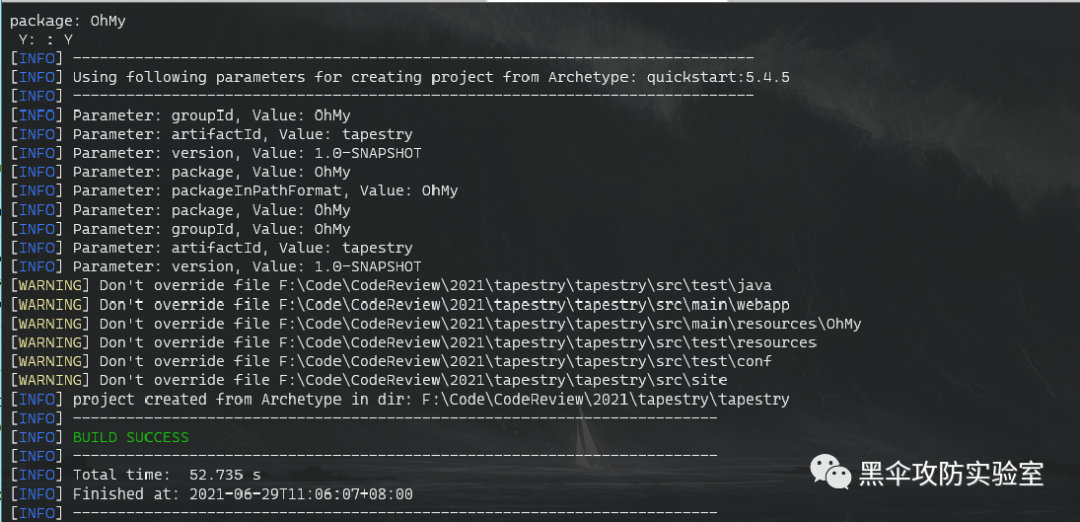 package: OhMy
Y: : Y
[INFO] ------------------------------------------------------------------------
[INFO] Using following parameters for creating project from Archetype: quickstart:5.4.5
[INFO] ------------------------------------------------------------------------
[INFO] Parameter: groupId, Value: OhMy
[INFO] Parameter: artifactId, Value: tapestry
[INFO] Parameter: version, Value: 1.0-SNAPSHOT
[INFO] Parameter: package, Value: OhMy
[INFO] Parameter: packageInPathFormat, Value: OhMy
[INFO] Parameter: package, Value: OhMy
[INFO] Parameter: groupId, Value: OhMy
[INFO] Parameter: artifactId, Value: tapestry
[INFO] Parameter: version, Value: 1.0-SNAPSHOT
[WARNING] Don't override file F:\Code\CodeReview\2021\tapestry\tapestry\src\test\java
[WARNING] Don't override file F:\Code\CodeReview\2021\tapestry\tapestry\src\main\webapp
[WARNING] Don't override file F:\Code\CodeReview\2021\tapestry\tapestry\src\main\resources\OhMy
[WARNING] Don't override file F:\Code\CodeReview\2021\tapestry\tapestry\src\test\resources
[WARNING] Don't override file F:\Code\CodeReview\2021\tapestry\tapestry\src\test\conf
[WARNING] Don't override file F:\Code\CodeReview\2021\tapestry\tapestry\src\site
[INFO] project created from Archetype in dir: F:\Code\CodeReview\2021\tapestry\tapestry
[INFO] ------------------------------------------------------------------------
[INFO] BUILD SUCCESS
[INFO] ------------------------------------------------------------------------
[INFO] Total time:  52.735 s
[INFO] Finished at: 2021-06-29T11:06:07+08:00
[INFO] ------------------------------------------------------------------------
黑伞攻防实验室